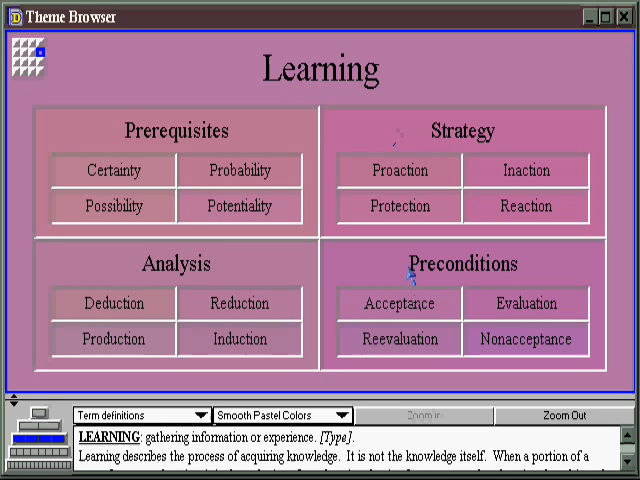 Theme Browser
Learning
Prerequisites
Strategy
Certainty
Probability
Possibility
Potentiality
Proaction
Inaction
Protection
Reaction
Analysis
Preconditions
Deduction
Reduction
Production
Induction
Acceptance
Evaluation
Reevaluation
Nonacceptance
Term definitions
Smooth Pastel Colors
Zoom in
Zoom Out
LEARNING: gathering information or experience. [Type].
Learning describes the process of acquiring knowledge. It is not the knowledge itself. When a portion of a